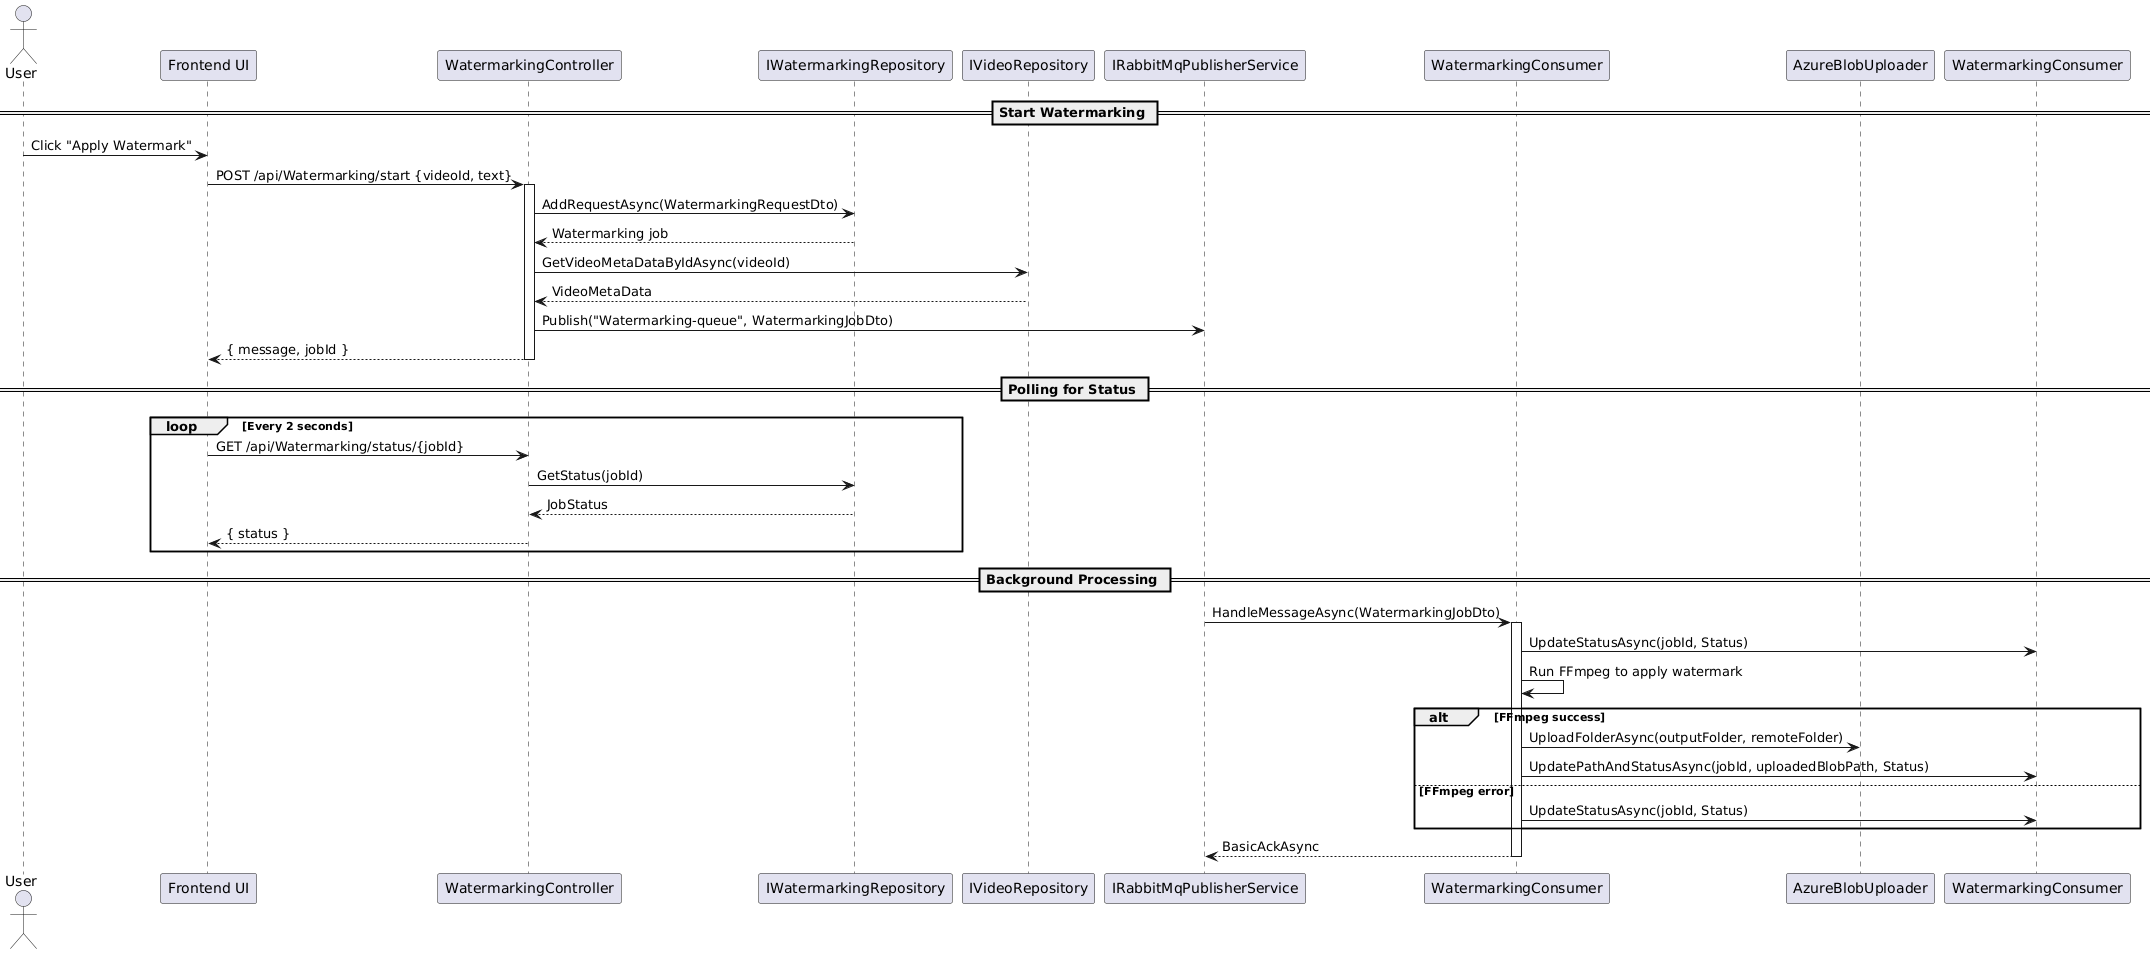 User
Frontend UI
WatermarkingController
IWatermarkingRepository
IVideoRepository
IRabbitMqPublisherService
WatermarkingConsumer
AzureBlobUploader
WatermarkingConsumer
Start Watermarking
Click "Apply Watermark"
POST /api/Watermarking/start {videoId, text}
AddRequestAsync(WatermarkingRequestDto)
Watermarking job
GetVideoMetaDataByIdAsync(videoId)
VideoMetaData
Publish("Watermarking-queue", WatermarkingJobDto)
{ message, jobId }
Polling for Status
loop
[Every 2 seconds]
GET /api/Watermarking/status/{jobId}
GetStatus(jobId)
JobStatus
{ status }
Background Processing
HandleMessageAsync(WatermarkingJobDto)
UpdateStatusAsync(jobId, Status)
Run FFmpeg to apply watermark
alt
[FFmpeg success]
UploadFolderAsync(outputFolder, remoteFolder)
UpdatePathAndStatusAsync(jobId, uploadedBlobPath, Status)
[FFmpeg error]
UpdateStatusAsync(jobId, Status)
BasicAckAsync
User
Frontend UI
WatermarkingController
IWatermarkingRepository
IVideoRepository
IRabbitMqPublisherService
WatermarkingConsumer
AzureBlobUploader
WatermarkingConsumer